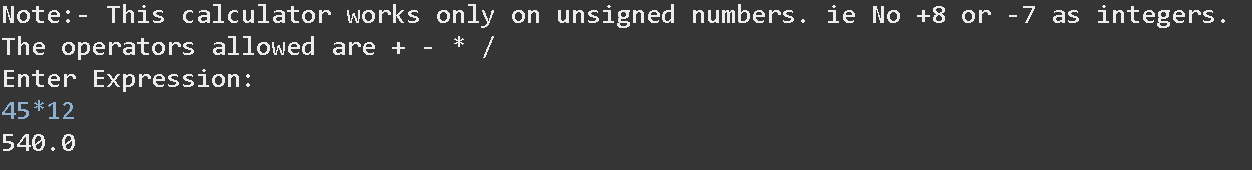 Note:- This calculator works only on unsigned numbers. ie No +8 or -7 as integers.
The operators allowed are + - * /
Enter Expression:
45*12
540.0